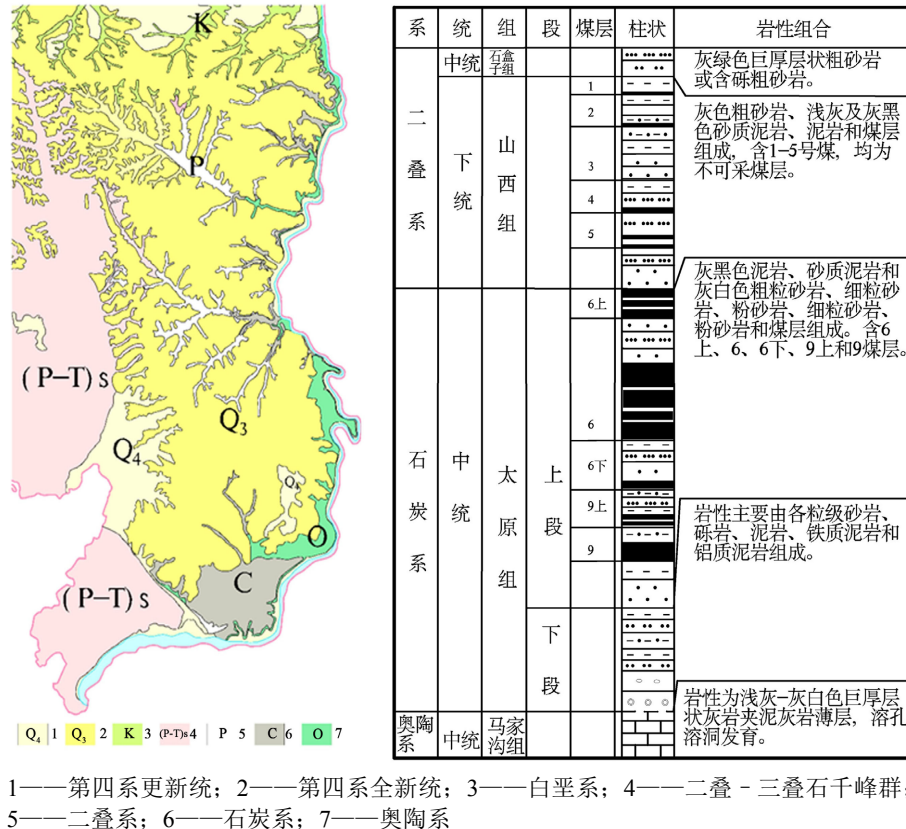 K
P
(P-T)s
Q₃
Q₄
Q₄
O
C
(P-T)s
Q₄ 1 Q₃ 2 K 3 (P-T)s 4 P 5 C 6 O 7
系 统 组 段 煤层 柱状 岩性组合
二叠系
中统
石盒子组
灰绿色巨厚层状粗砂岩
或含砾粗砂岩。
下统
山西组
1
2
3
4
5
灰色粗砂岩、浅灰及灰黑
色砂质泥岩、泥岩和煤层
组成，含1-5号煤，均为
不可采煤层。
石炭系
中统
太原组
上段
6上
6
6下
9上
9
灰黑色泥岩、砂质泥岩和
灰白色粗粒砂岩、细粒砂
岩、粉砂岩、细粒砂岩、
粉砂岩和煤层组成。含6
上、6、6下、9上和9煤层。
下段
岩性主要由各粒级砂岩、
砾岩、泥岩、铁质泥岩和
铝质泥岩组成。
奥陶系
中统
马家沟组
岩性为浅灰-灰白色巨厚层
状灰岩夹泥灰岩薄层，溶孔
溶洞发育。
1——第四系更新统；2——第四系全新统；3——白垩系；4——二叠－三叠石千峰群；
5——二叠系；6——石炭系；7——奥陶系